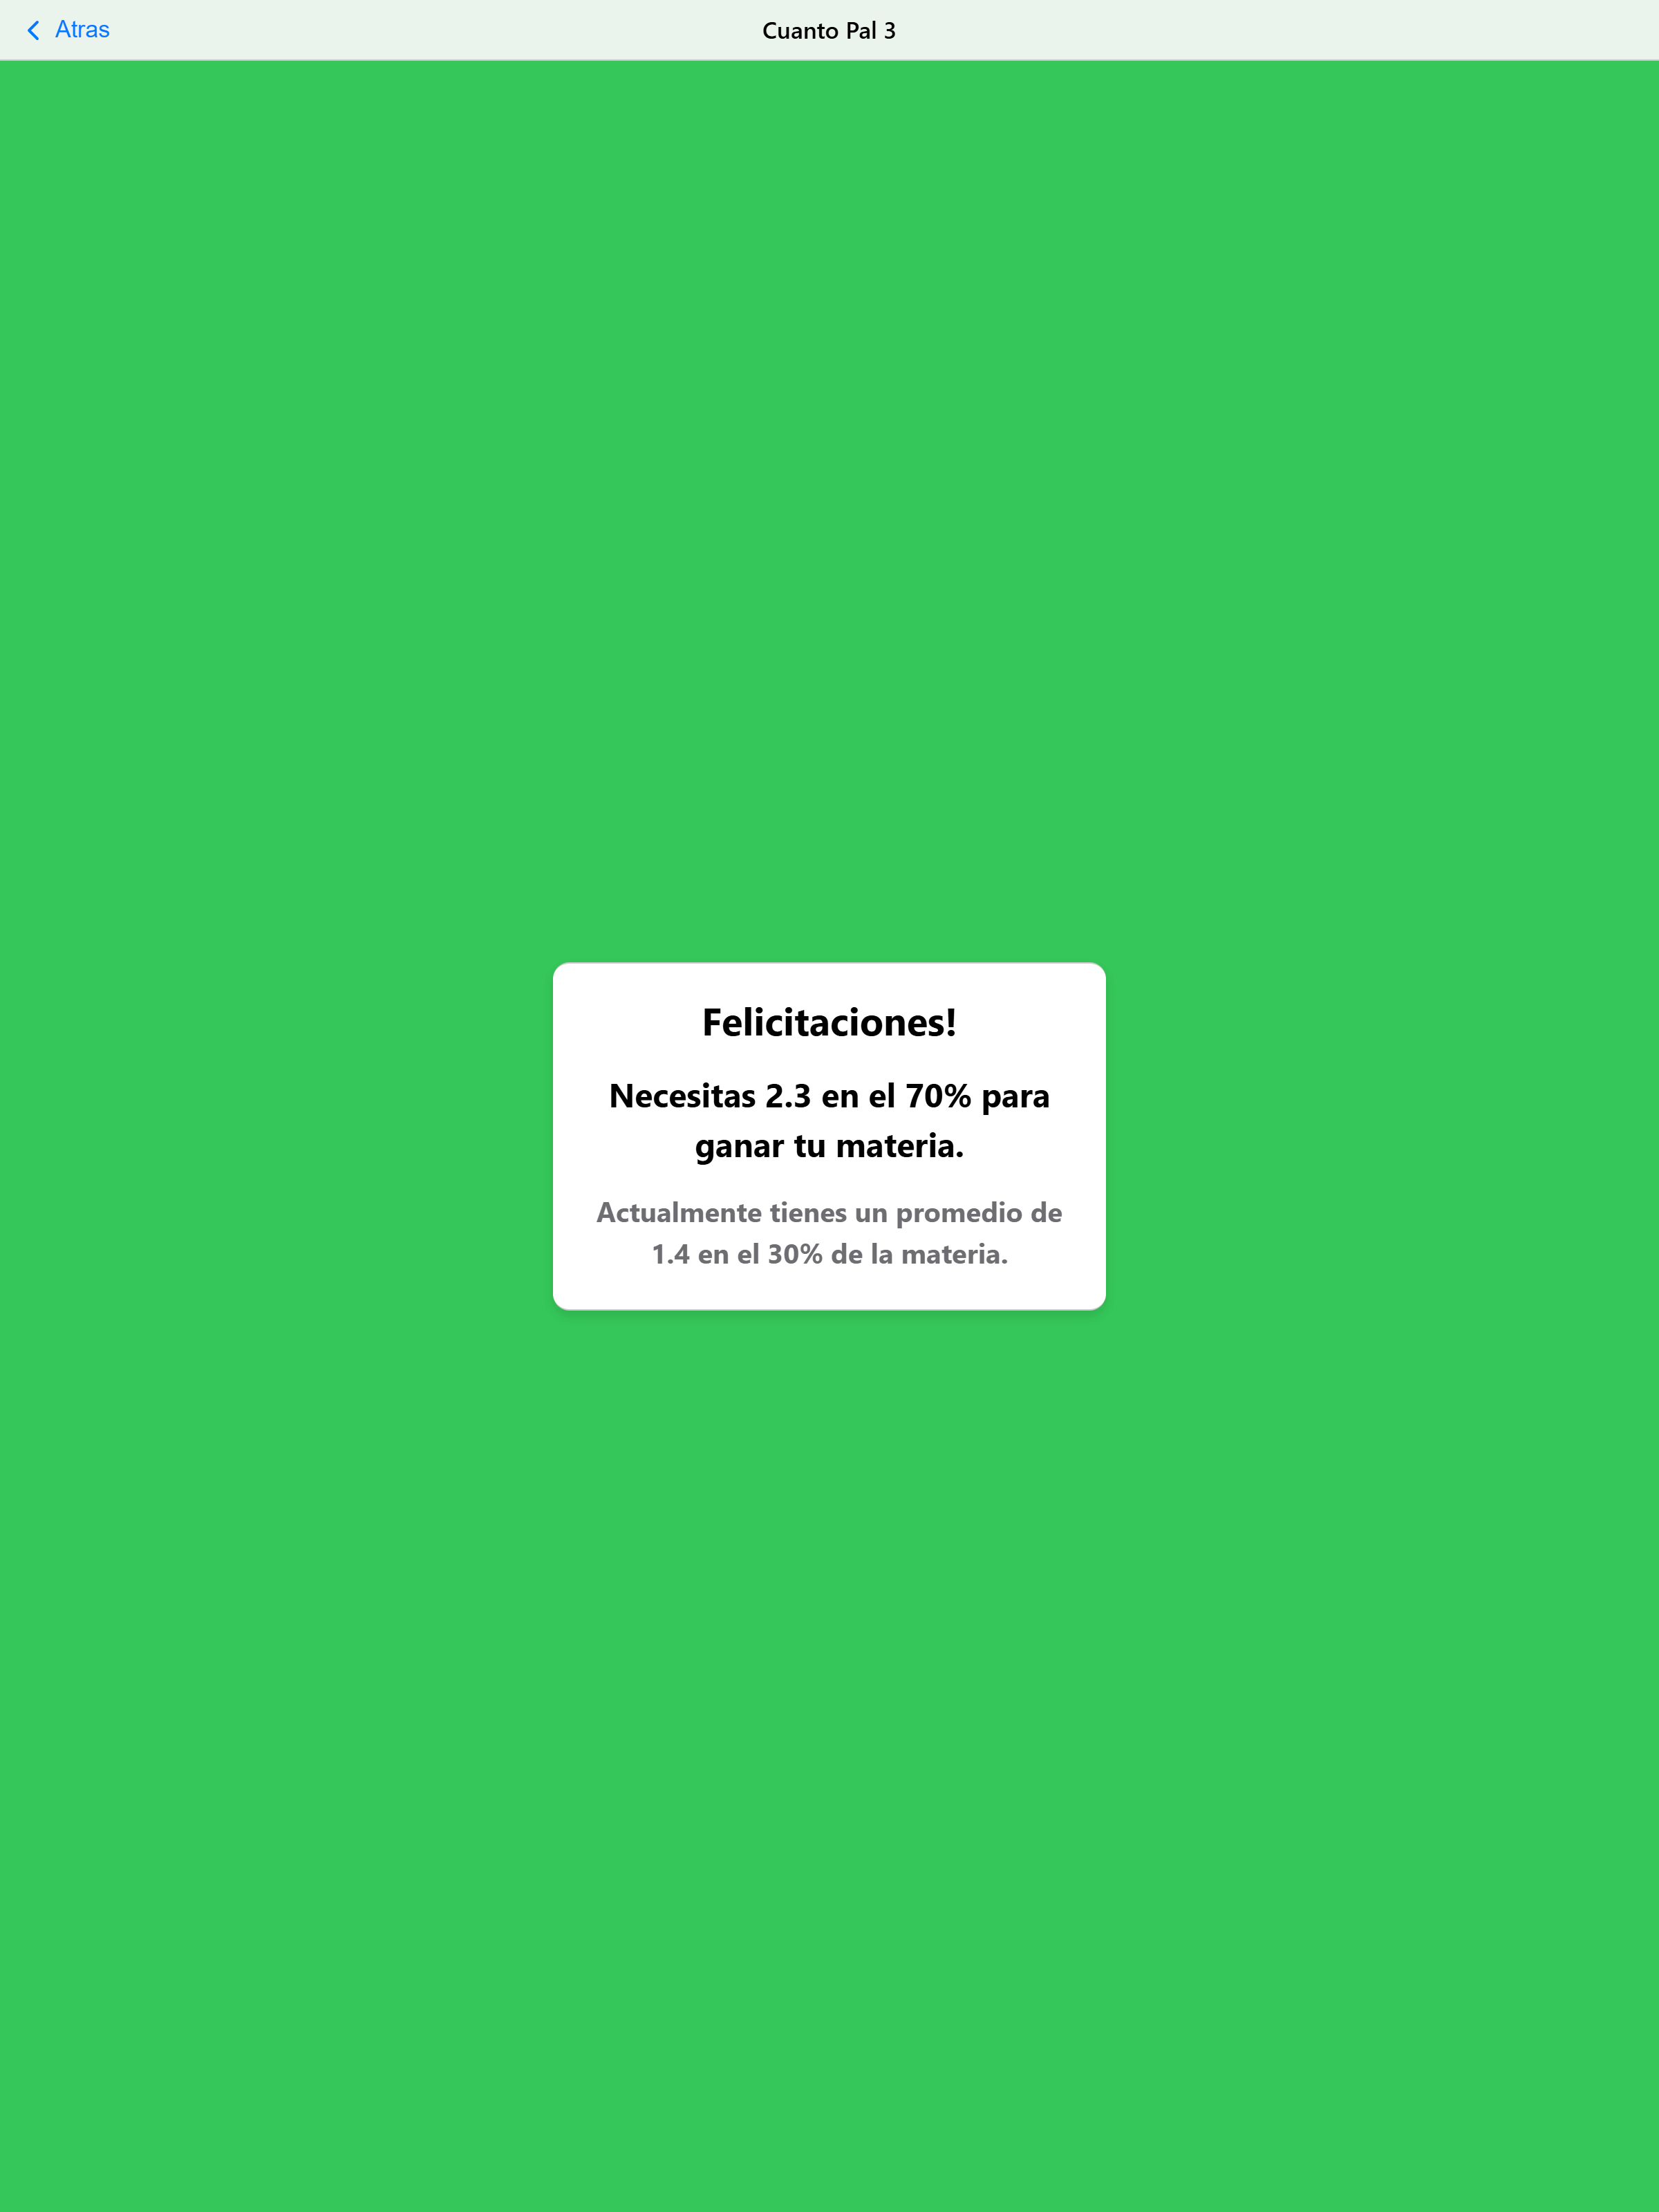 Atras
Cuanto Pal 3
Felicitaciones!
Necesitas 2.3 en el 70% para
ganar tu materia.
Actualmente tienes un promedio de
1.4 en el 30% de la materia.